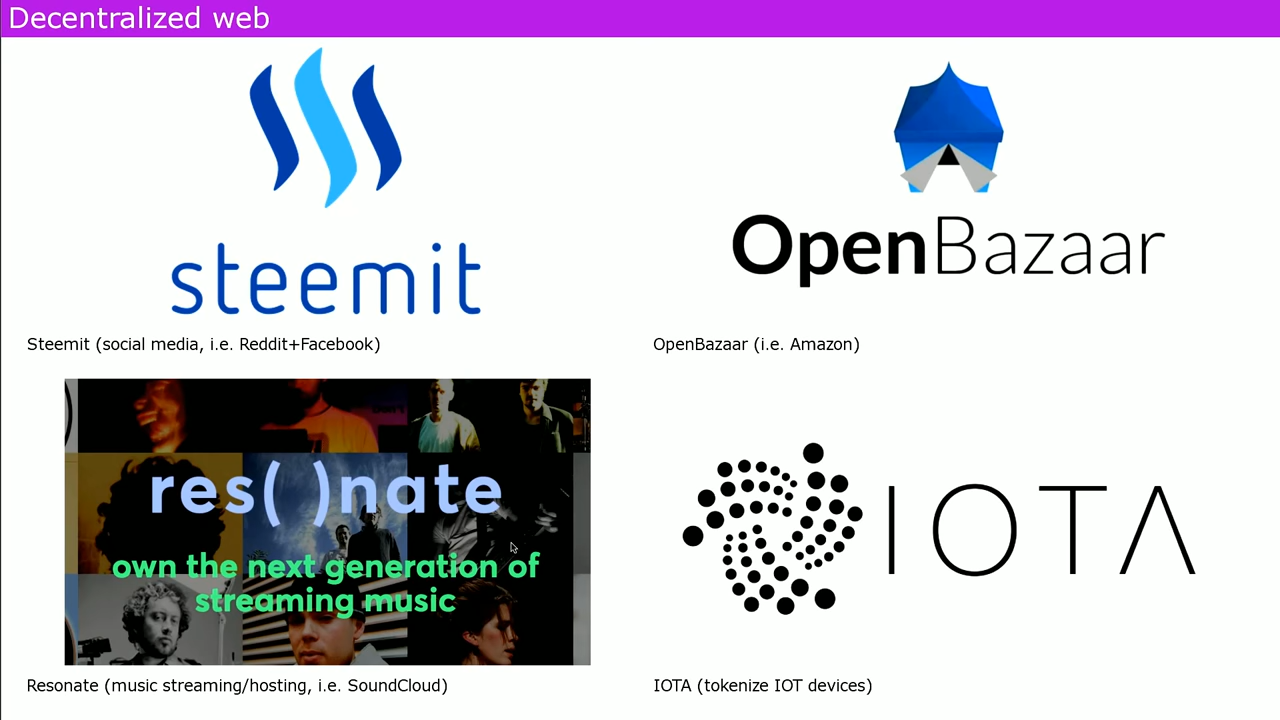 Decentralized web
steemit
OpenBazaar
Steemit (social media, i.e. Reddit+Facebook)
OpenBazaar (i.e. Amazon)
res( )nate
own the next generation of
streaming music
IOTA
Resonate (music streaming/hosting, i.e. SoundCloud)
IOTA (tokenize IOT devices)